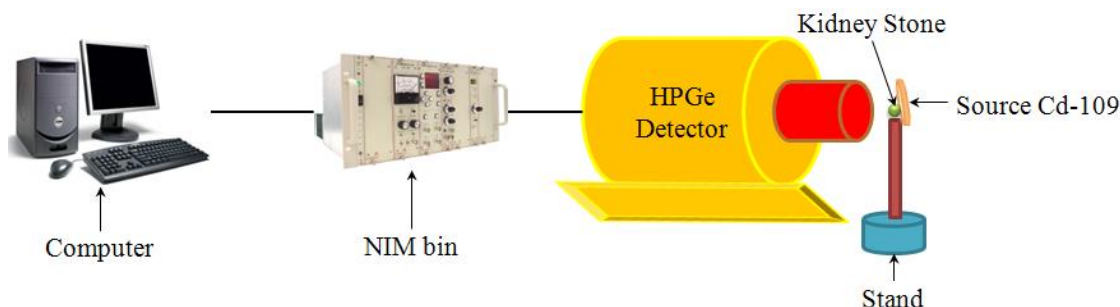 Kidney Stone
HPGe
Detector
Source Cd-109
Computer
NIM bin
Stand